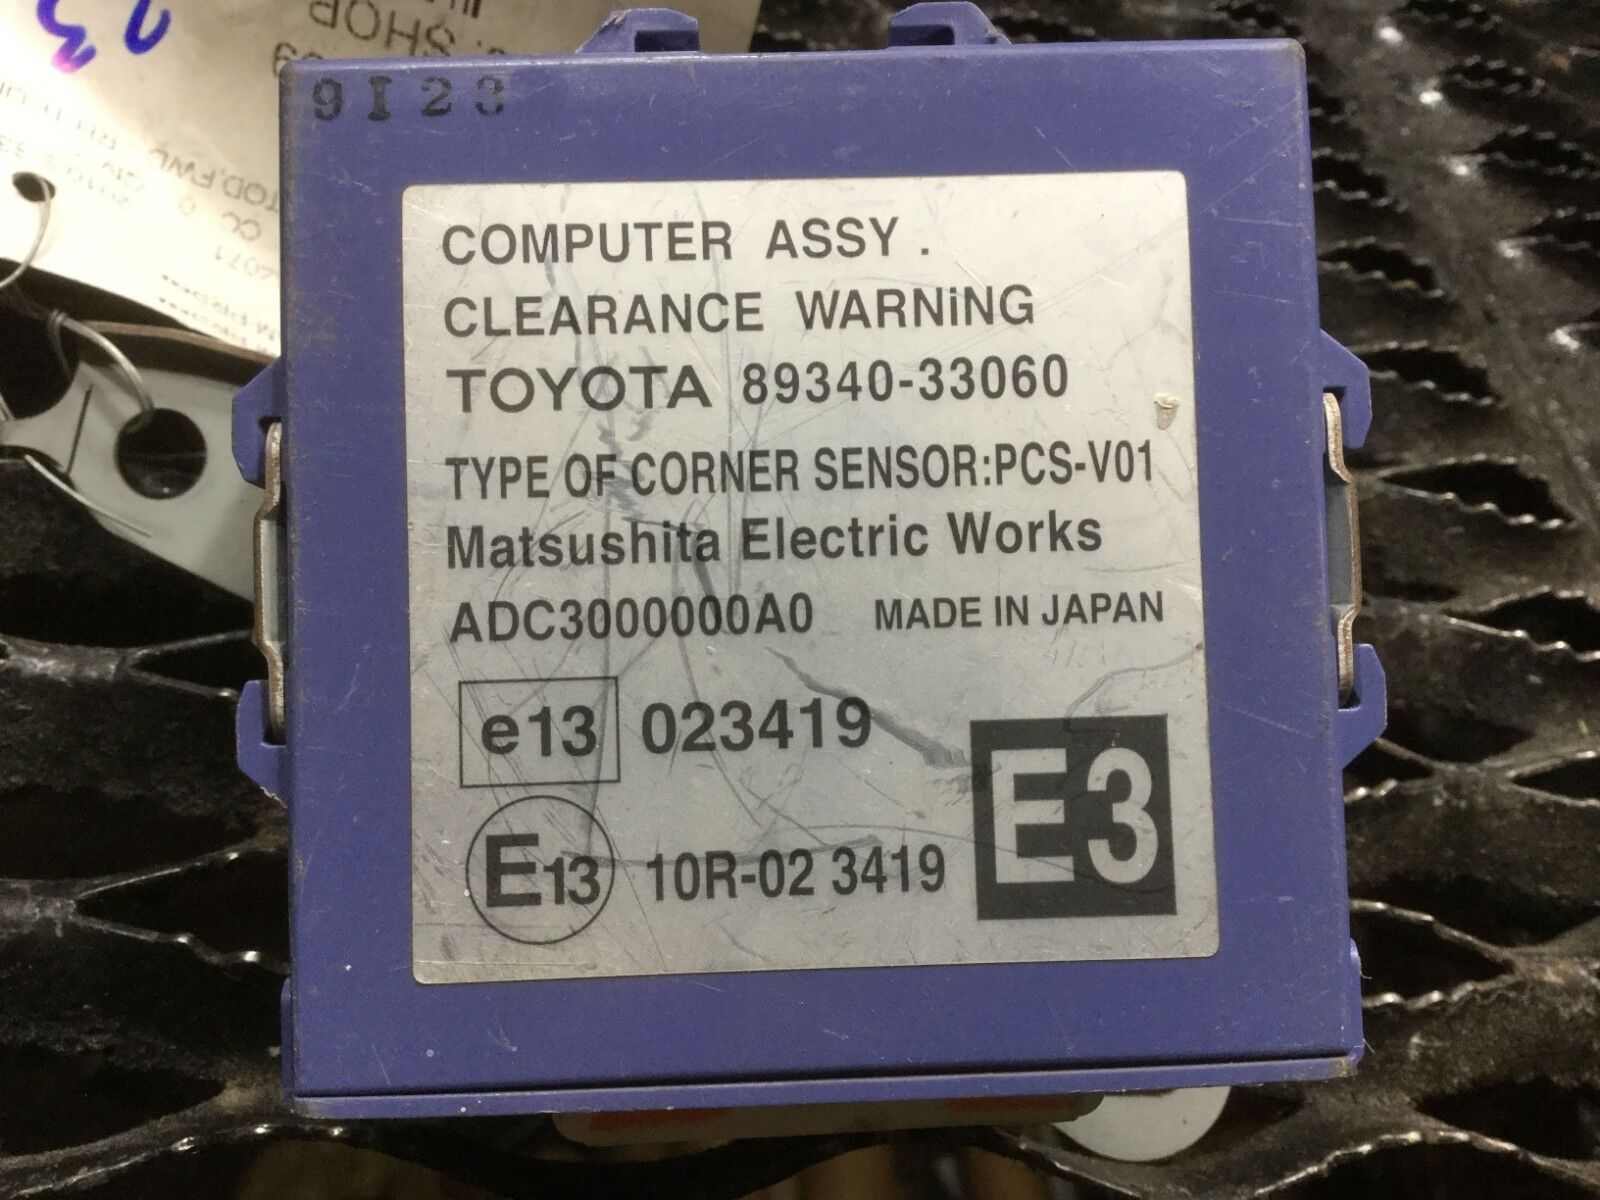 9I23
COMPUTER ASSY.
CLEARANCE WARNiNG
TOYOTA 89340-33060
TYPE OF CORNER SENSOR:PCS-V01
Matsushita Electric Works
ADC3000000A0 MADE IN JAPAN
e13 023419
E13 10R-02 3419
E3
SHOP